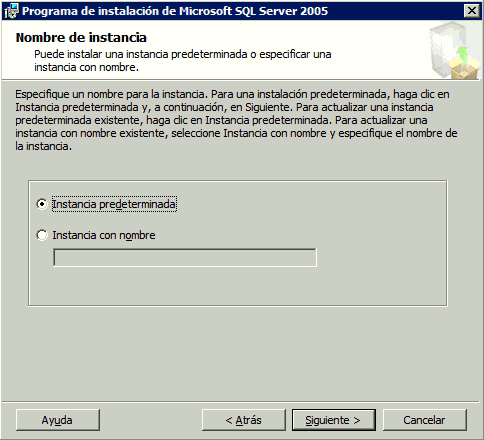 Programa de instalación de Microsoft SQL Server 2005
Nombre de instancia
Puede instalar una instancia predeterminada o especificar una
instancia con nombre.
Especifique un nombre para la instancia. Para una instalación predeterminada, haga clic en
Instancia predeterminada y, a continuación, en Siguiente. Para actualizar una instancia
predeterminada existente, haga clic en Instancia predeterminada. Para actualizar una
instancia con nombre existente, seleccione Instancia con nombre y especifique el nombre de
la instancia.
Instancia predeterminada
Instancia con nombre
Ayuda < Atrás Siguiente > Cancelar